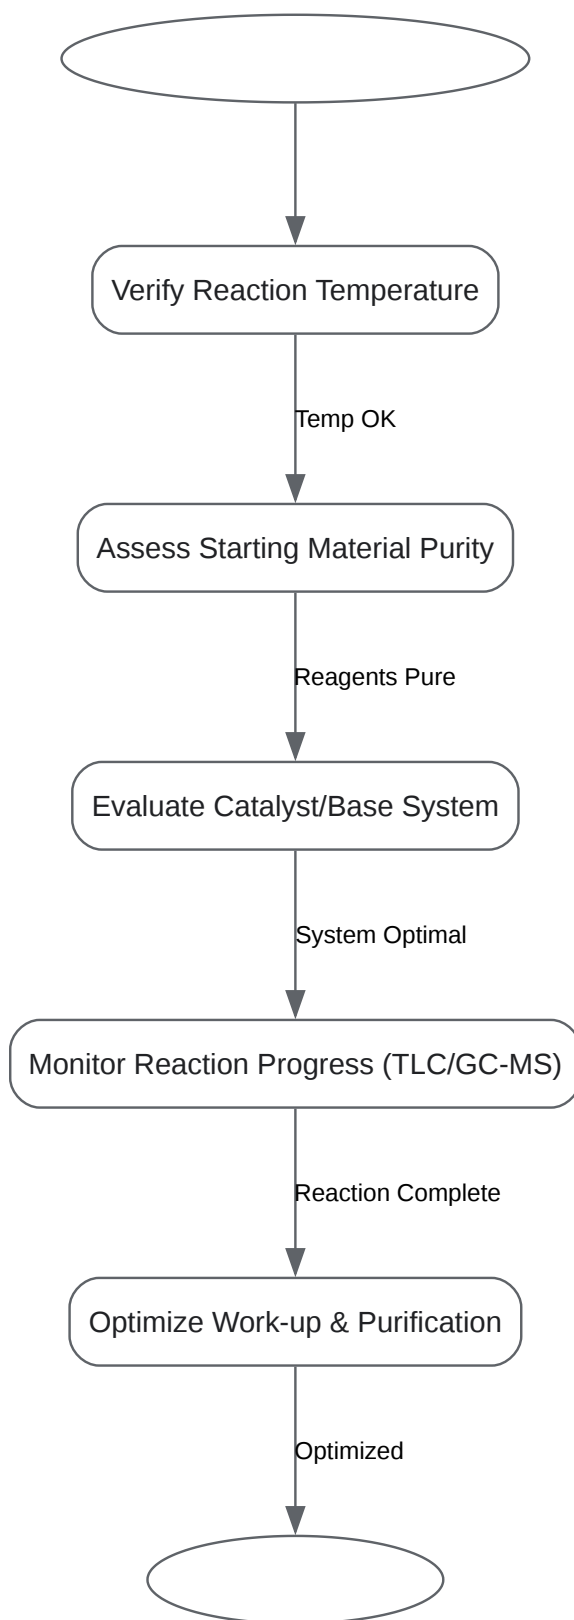 Verify Reaction Temperature
Temp OK
Assess Starting Material Purity
Reagents Pure
Evaluate Catalyst/Base System
System Optimal
Monitor Reaction Progress (TLC/GC-MS)
Reaction Complete
Optimize Work-up & Purification
Optimized